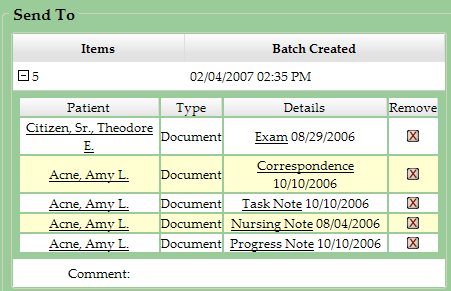 Send To
Items Batch Created
5 02/04/2007 02:35 PM
Patient Type Details Remove
Citizen, Sr., Theodore
E. Document Exam 08/29/2006
Acne, Amy L. Document Correspondence
10/10/2006
Acne, Amy L. Document Task Note 10/10/2006
Acne, Amy L. Document Nursing Note 08/04/2006
Acne, Amy L. Document Progress Note 10/10/2006
Comment: